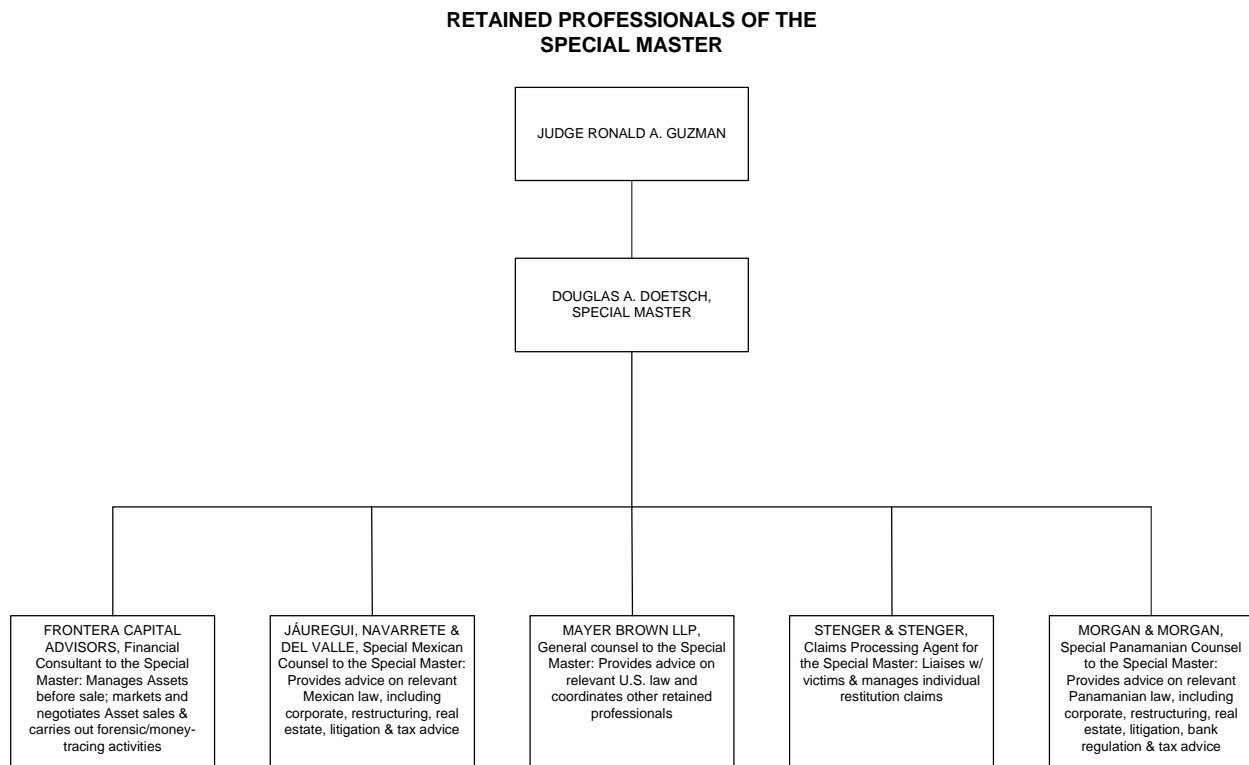 RETAINED PROFESSIONALS OF THE
SPECIAL MASTER
JUDGE RONALD A. GUZMAN
DOUGLAS A. DOETSCH,
SPECIAL MASTER
FRONTERA CAPITAL
ADVISORS, Financial
Consultant to the Special
Master: Manages Assets
before sale; markets and
negotiates Asset sales &
carries out forensic/money-
tracing activities
JÁUREGUI, NAVARRETE &
DEL VALLE, Special Mexican
Counsel to the Special Master:
Provides advice on relevant
Mexican law, including
corporate, restructuring, real
estate, litigation & tax advice
MAYER BROWN LLP,
General counsel to the Special
Master: Provides advice on
relevant U.S. law and
coordinates other retained
professionals
STENGER & STENGER,
Claims Processing Agent for
the Special Master: Liaises w/
victims & manages individual
restitution claims
MORGAN & MORGAN,
Special Panamanian Counsel
to the Special Master:
Provides advice on relevant
Panamanian law, including
corporate, restructuring, real
estate, litigation, bank
regulation & tax advice